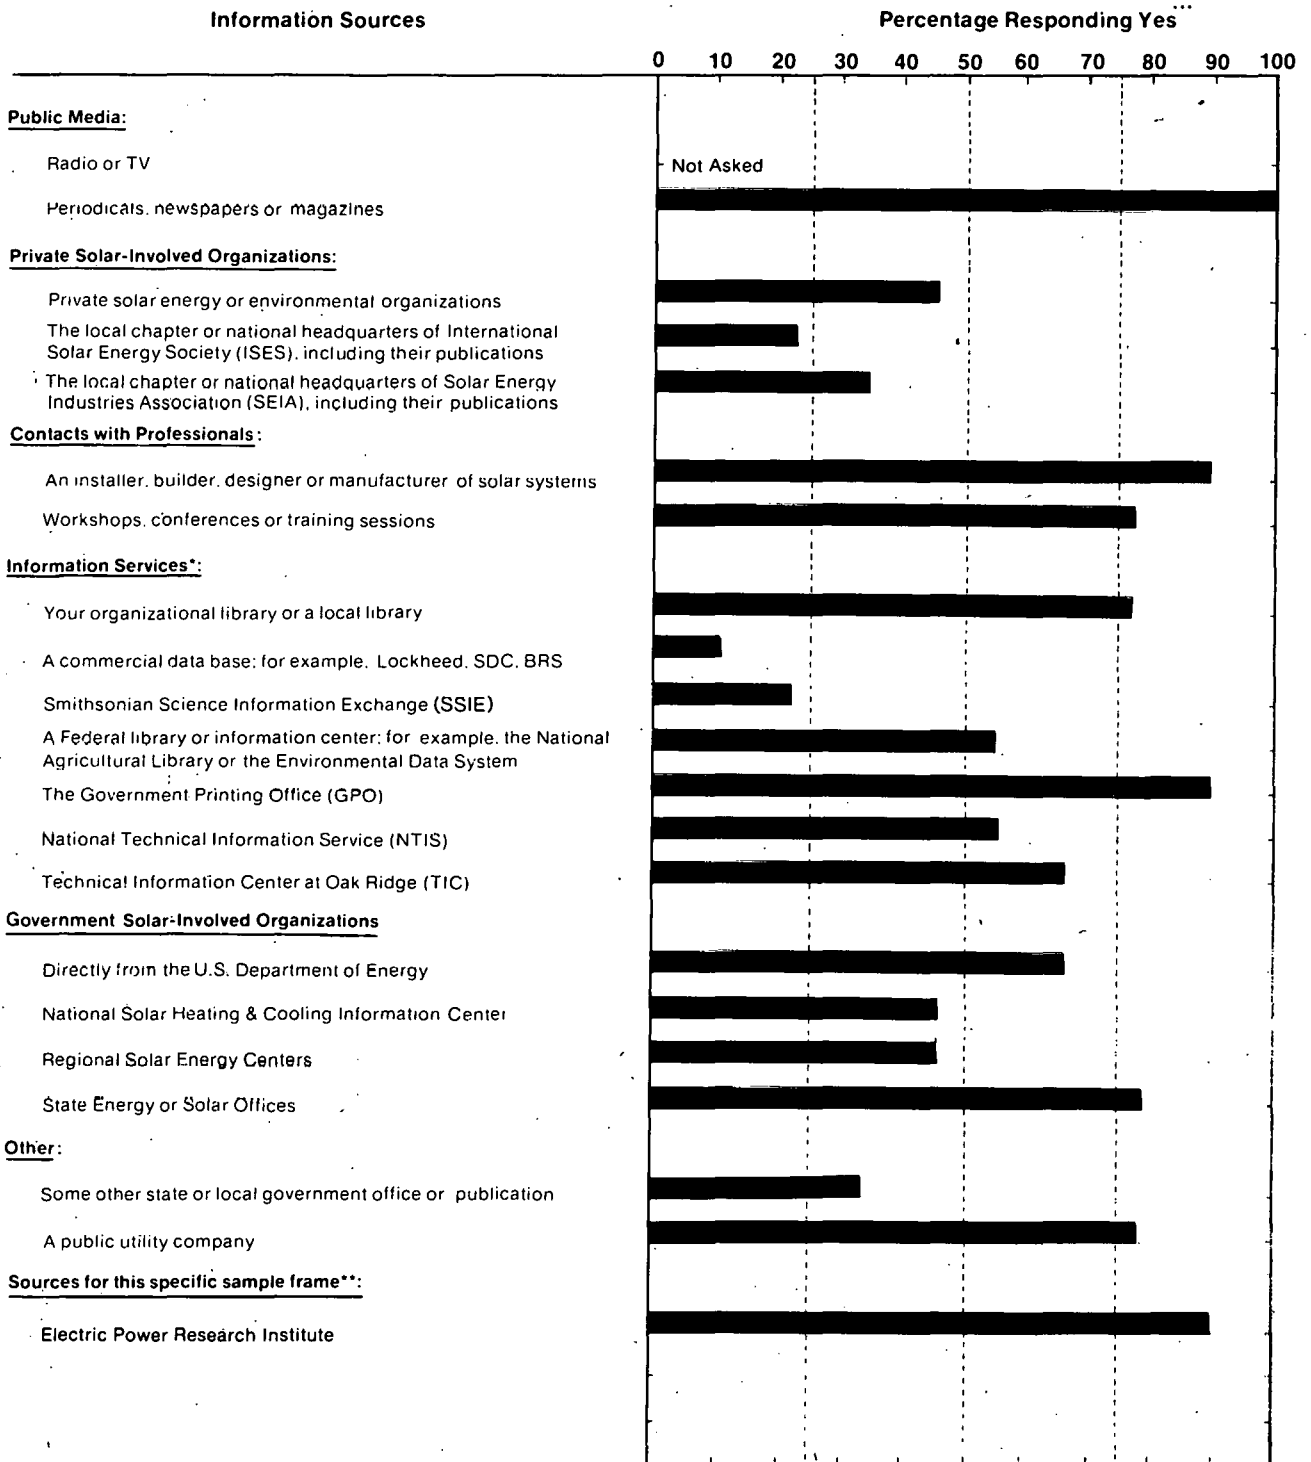 Information Sources
Percentage Responding Yes***
0 10 20 30 40 50 60 70 80 90 100
Public Media:
Radio or TV
Not Asked
Periodicals, newspapers or magazines
Private Solar-Involved Organizations:
Private solar energy or environmental organizations
The local chapter or national headquarters of International
Solar Energy Society (ISES), including their publications
The local chapter or national headquarters of Solar Energy
Industries Association (SEIA), including their publications
Contacts with Professionals:
An installer, builder, designer or manufacturer of solar systems
Workshops, conferences or training sessions
Information Services*:
Your organizational library or a local library
A commercial data base; for example, Lockheed, SDC, BRS
Smithsonian Science Information Exchange (SSIE)
A Federal library or information center; for example, the National
Agricultural Library or the Environmental Data System
The Government Printing Office (GPO)
National Technical Information Service (NTIS)
Technical Information Center at Oak Ridge (TIC)
Government Solar-Involved Organizations
Directly from the U.S. Department of Energy
National Solar Heating & Cooling Information Center
Regional Solar Energy Centers
State Energy or Solar Offices
Other:
Some other state or local government office or publication
A public utility company
Sources for this specific sample frame**:
Electric Power Research Institute